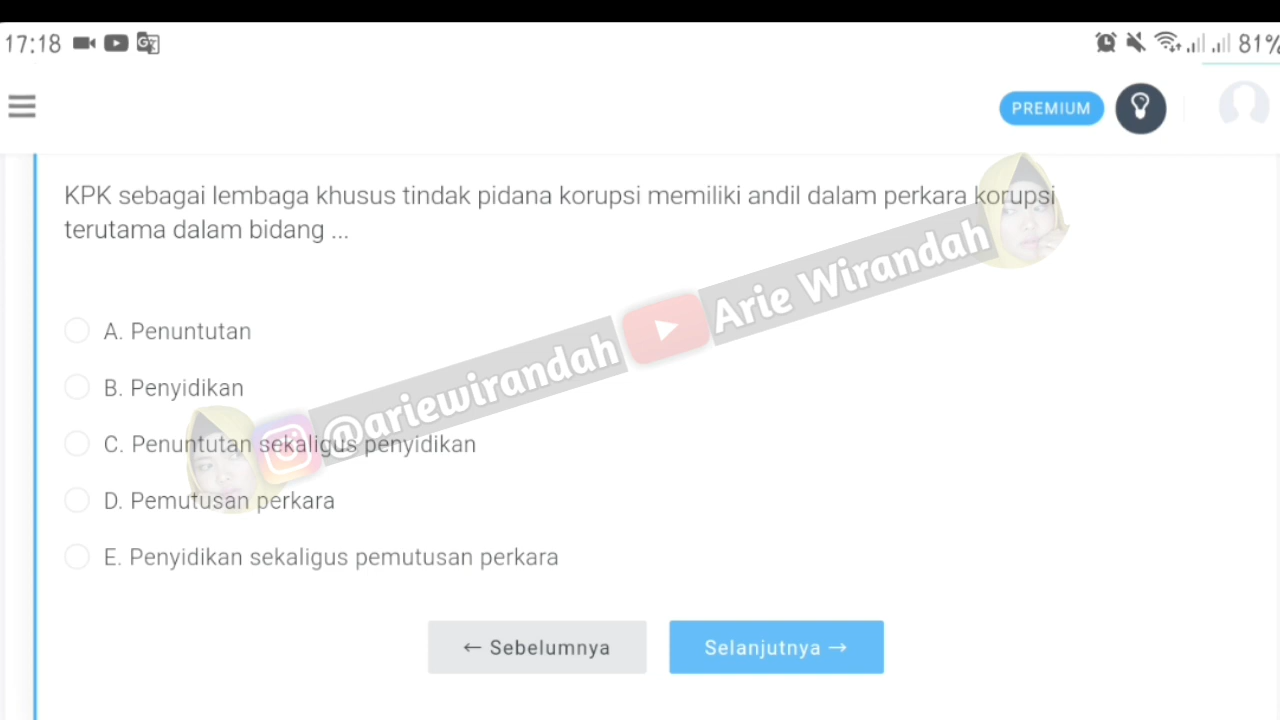 17:18 81%
PREMIUM
KPK sebagai lembaga khusus tindak pidana korupsi memiliki andil dalam perkara korupsi
terutama dalam bidang ...
A. Penuntutan
B. Penyidikan
C. Penuntutan sekaligus penyidikan
D. Pemutusan perkara
E. Penyidikan sekaligus pemutusan perkara
@ariewirandah Arie Wirandah
← Sebelumnya Selanjutnya →